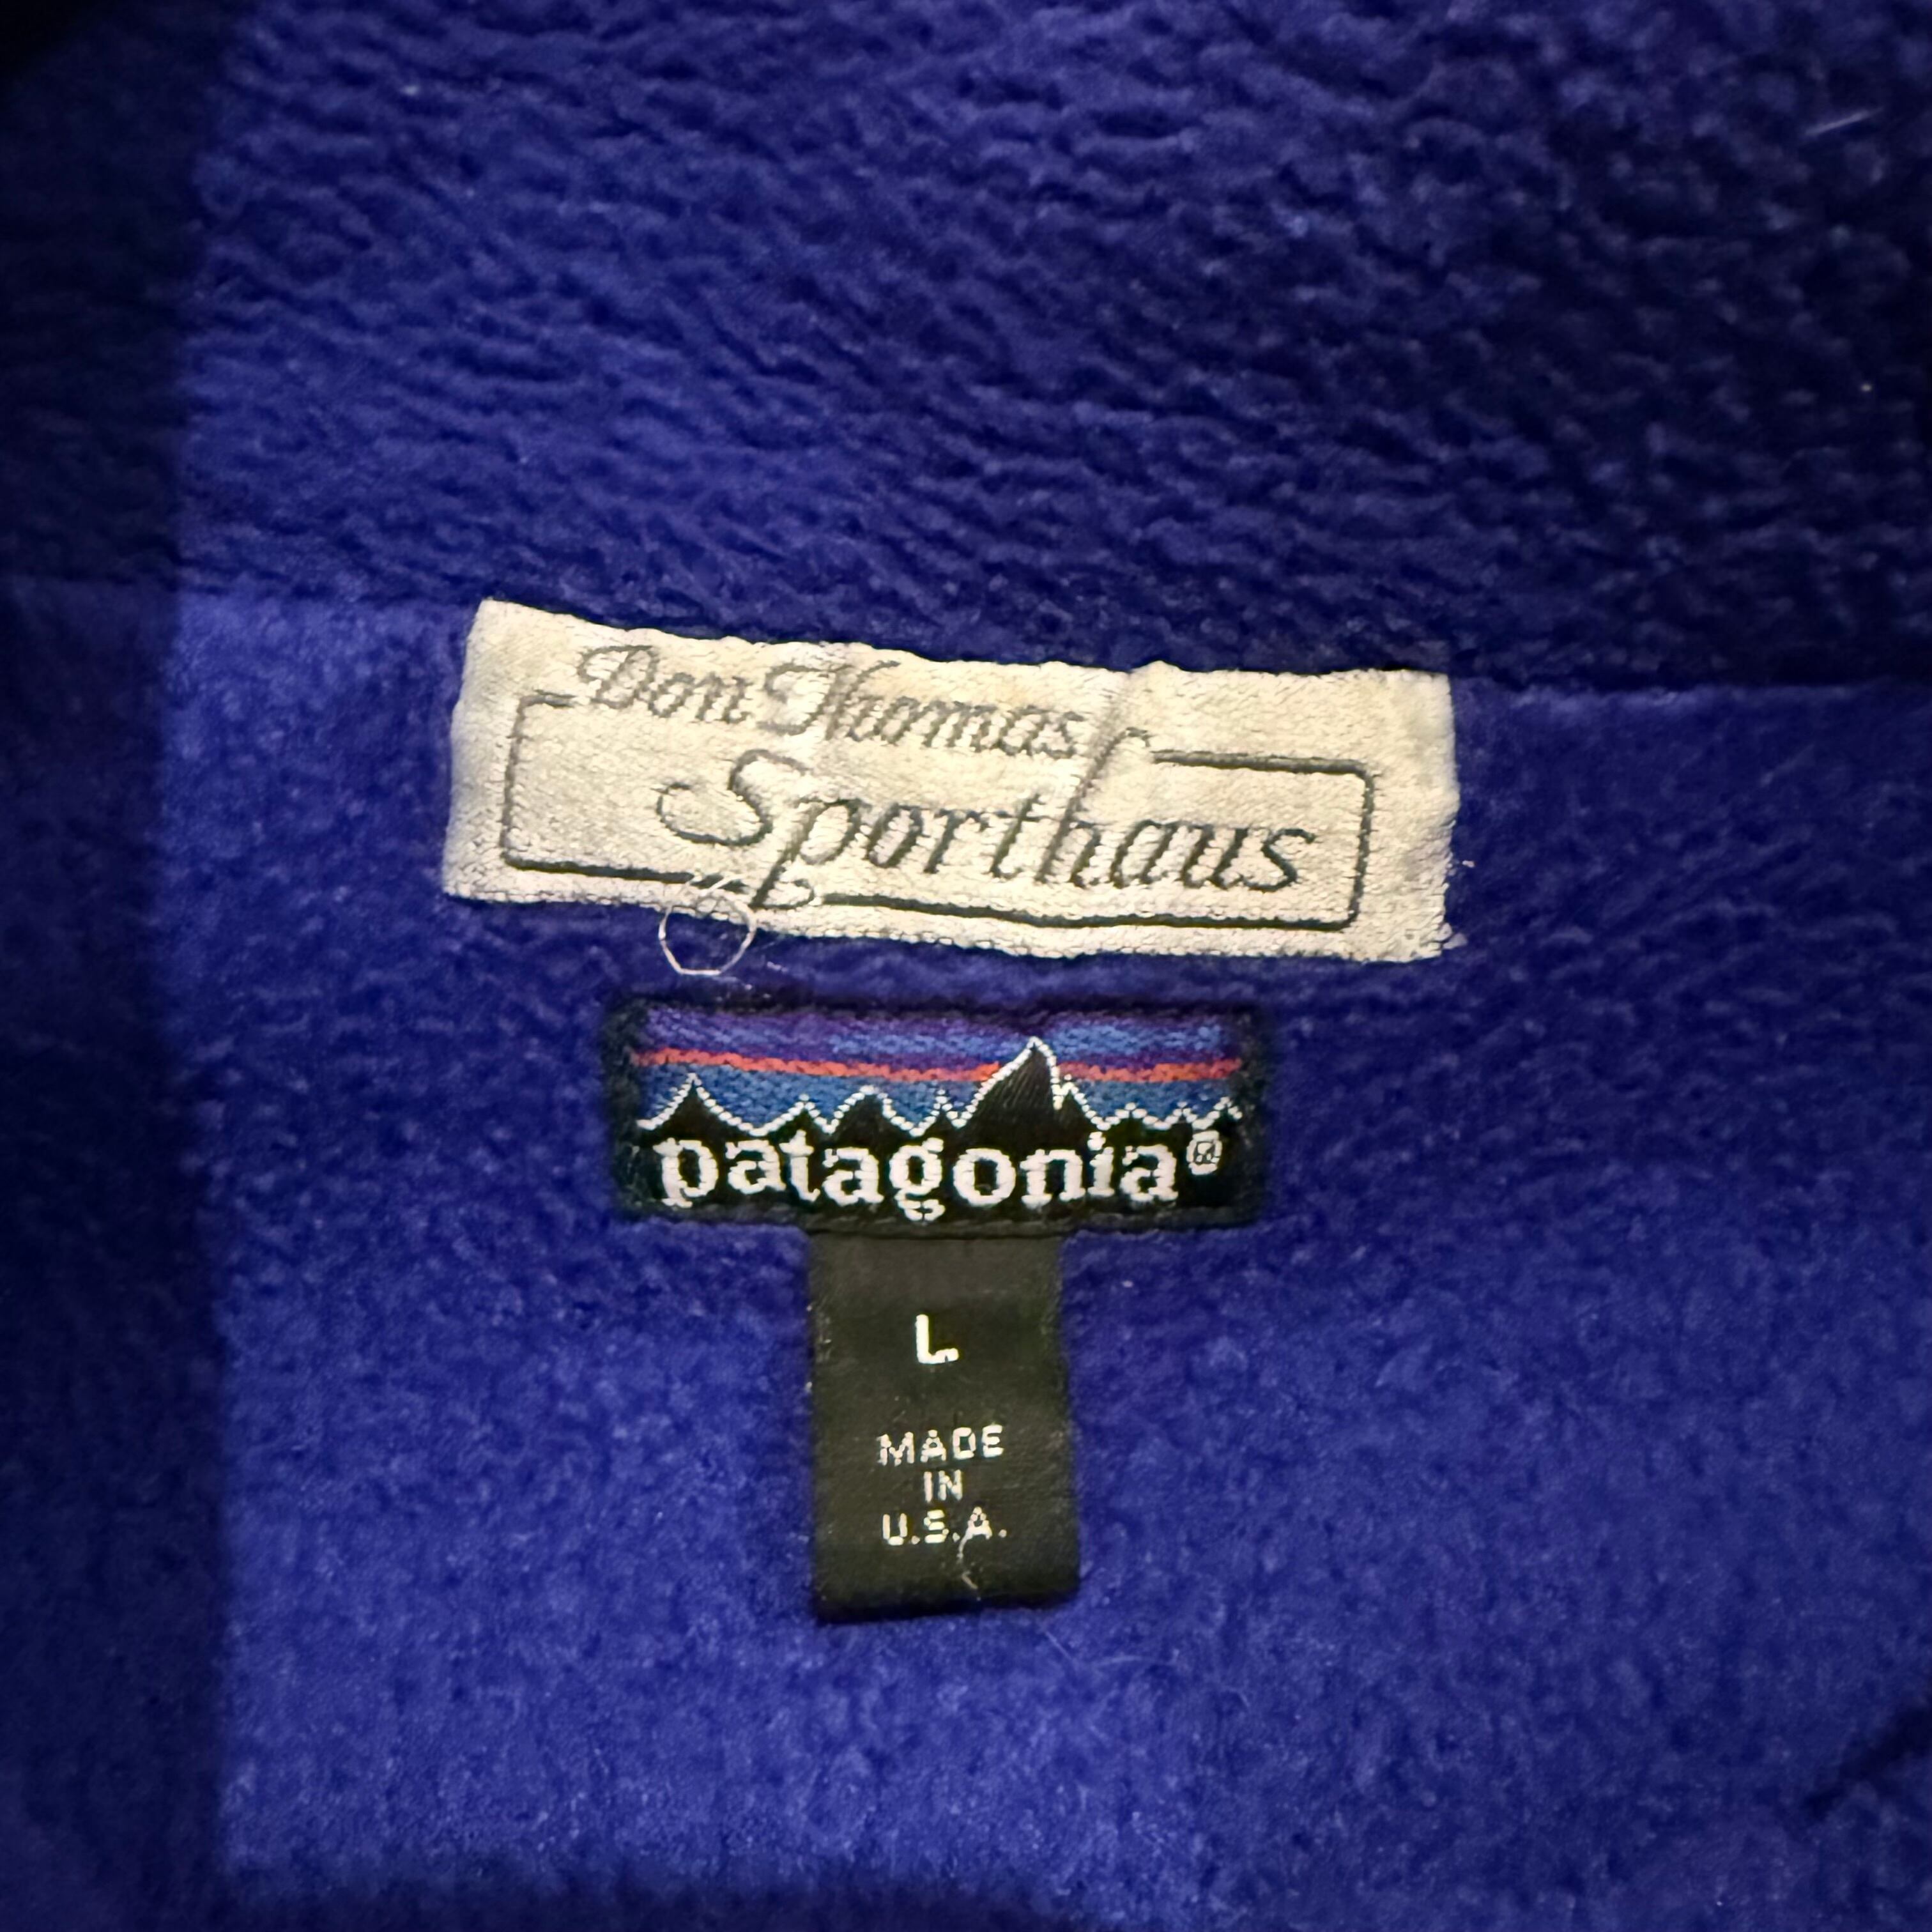 Don Thomas
Sporthaus
patagonia®
L
MADE
IN
U.S.A.